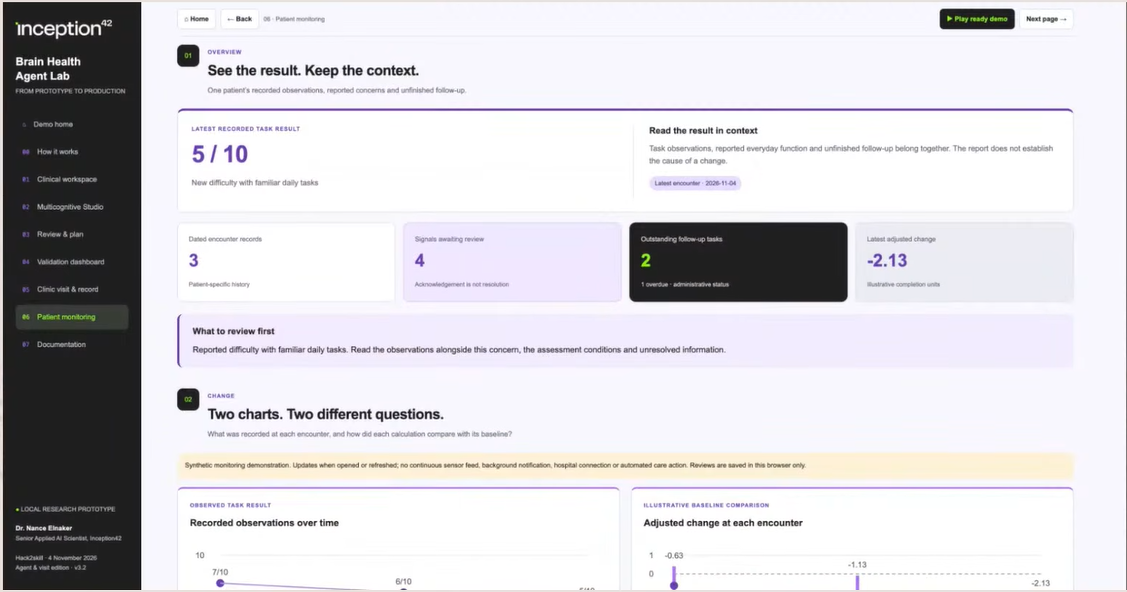 inception42
Brain Health
Agent Lab
FROM PROTOTYPE TO PRODUCTION
Demo home
00 How it works
01 Clinical workspace
02 Multicognitive Studio
03 Review & plan
04 Validation dashboard
05 Clinic visit & record
06 Patient monitoring
07 Documentation
LOCAL RESEARCH PROTOTYPE
Dr. Nance Elnaker
Senior Applied AI Scientist, Inception42
Hack2skill · 4 November 2026
Agent & visit edition · v3.2
Home
← Back
06 · Patient monitoring
▶ Play ready demo
Next page →
01
OVERVIEW
See the result. Keep the context.
One patient's recorded observations, reported concerns and unfinished follow-up.
LATEST RECORDED TASK RESULT
5 / 10
New difficulty with familiar daily tasks
Read the result in context
Task observations, reported everyday function and unfinished follow-up belong together. The report does not establish
the cause of a change.
Latest encounter · 2026-11-04
Dated encounter records
3
Patient-specific history
Signals awaiting review
4
Acknowledgement is not resolution
Outstanding follow-up tasks
2
1 overdue · administrative status
Latest adjusted change
-2.13
Illustrative completion units
What to review first
Reported difficulty with familiar daily tasks. Read the observations alongside this concern, the assessment conditions and unresolved information.
02
CHANGE
Two charts. Two different questions.
What was recorded at each encounter, and how did each calculation compare with its baseline?
Synthetic monitoring demonstration. Updates when opened or refreshed; no continuous sensor feed, background notification, hospital connection or automated care action. Reviews are saved in this browser only.
OBSERVED TASK RESULT
Recorded observations over time
10
7/10
6/10
ILLUSTRATIVE BASELINE COMPARISON
Adjusted change at each encounter
1
-0.63
0
-1.13
-2.13